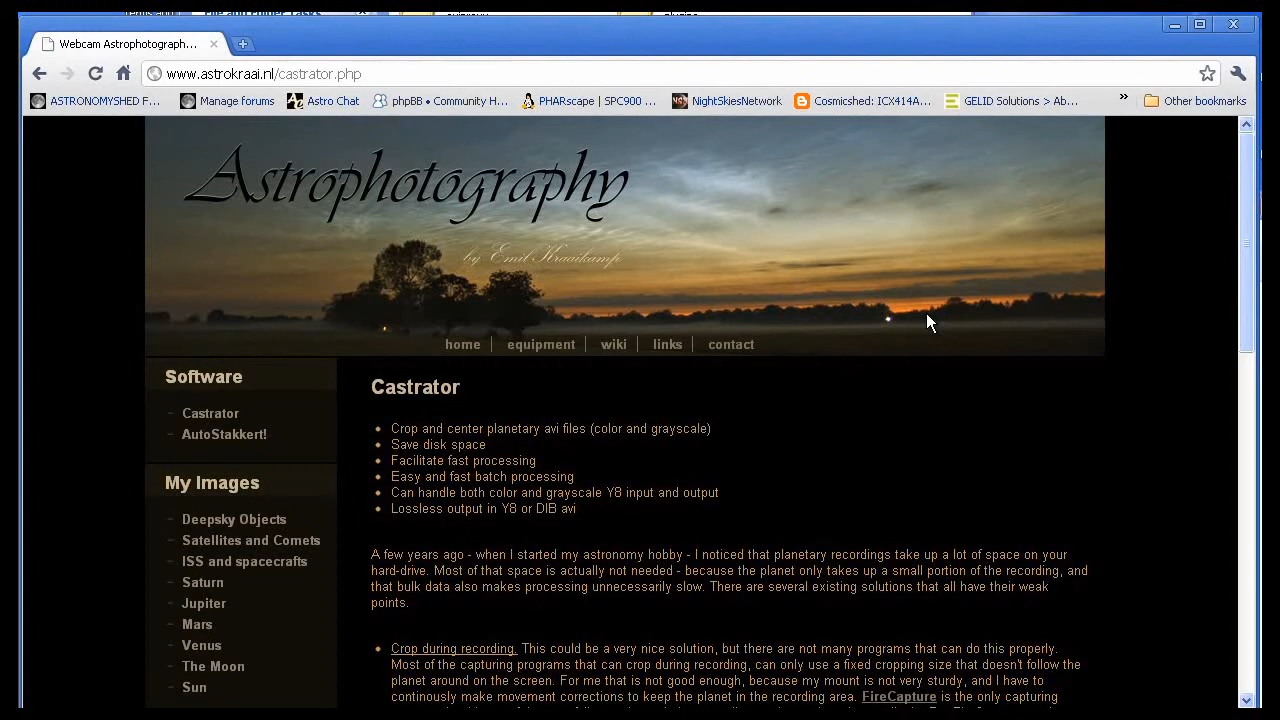 Webcam Astrophotograph...
www.astrokraai.nl/castrator.php
ASTRONOMYSHED F...
Manage Forums
Astro Chat
phpBB • Community H...
PHARscape | SPC900 ...
NightSkiesNetwork
GELID Solutions > Ab...
»
Other bookmarks
Astrophotography
by Emil Kraaikamp
home
equipment
wiki
links
contact
Software
Castrator
AutoStakkert!
My Images
Deepsky Objects
Satellites and Comets
ISS and spacecrafts
Saturn
Jupiter
Mars
Venus
The Moon
Sun
Castrator
Crop and center planetary avi files (color and grayscale)
Save disk space
Facilitate fast processing
Easy and fast batch processing
Can handle both color and grayscale Y8 input and output
Lossless output in Y8 or DIB avi
A few years ago - when I started my astronomy hobby - I noticed that planetary recordings take up a lot of space on your
hard-drive. Most of that space is actually not needed - because the planet only takes up a small portion of the recording, and
that bulk data also makes processing unnecessarily slow. There are several existing solutions that all have their weak
points.
Crop during recording. This could be a very nice solution, but there are not many programs that can do this properly.
Most of the capturing programs that can crop during recording, can only use a fixed cropping size that doesn't follow the
planet around on the screen. For me that is not good enough, because my mount is not very sturdy, and I have to
continously make movement corrections to keep the planet in the recording area. FireCapture is the only capturing